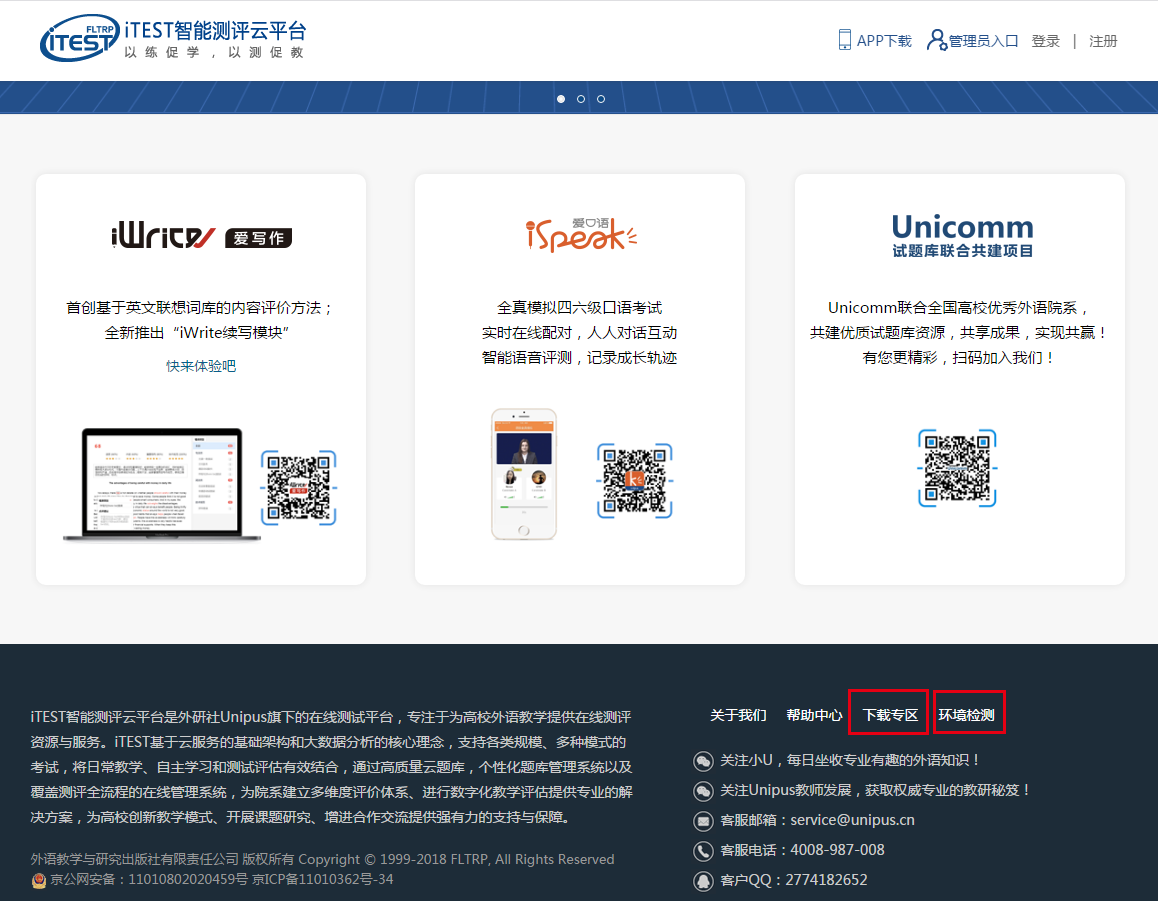 FLTRP
iTEST
iTEST智能测评云平台
以练促学，以测促教
APP下载
管理员入口
登录 | 注册
iWrite 爱写作
首创基于英文联想词库的内容评价方法；
全新推出“iWrite续写模块”
快来体验吧
爱口语
iSpeak
全真模拟四六级口语考试
实时在线配对，人人对话互动
智能语音评测，记录成长轨迹
Unicomm
试题库联合共建项目
Unicomm联合全国高校优秀外语院系，
共建优质试题库资源，共享成果，实现共赢！
有您更精彩，扫码加入我们！
iTEST智能测评云平台是外研社Unipus旗下的在线测试平台，专注于为高校外语教学提供在线测评
资源与服务。iTEST基于云服务的基础架构和大数据分析的核心理念，支持各类规模、多种模式的
考试，将日常教学、自主学习和测试评估有效结合，通过高质量云题库，个性化题库管理系统以及
覆盖测评全流程的在线管理系统，为院系建立多维度评价体系、进行数字化教学评估提供专业的解
决方案，为高校创新教学模式、开展课题研究、增进合作交流提供强有力的支持与保障。
外语教学与研究出版社有限责任公司 版权所有 Copyright © 1999-2018 FLTRP, All Rights Reserved
京公网安备：11010802020459号 京ICP备11010362号-34
关于我们 帮助中心 下载专区 环境检测
关注小U，每日坐收专业有趣的外语知识！
关注Unipus教师发展，获取权威专业的教研秘笈！
客服邮箱：service@unipus.cn
客服电话：4008-987-008
客户QQ：2774182652